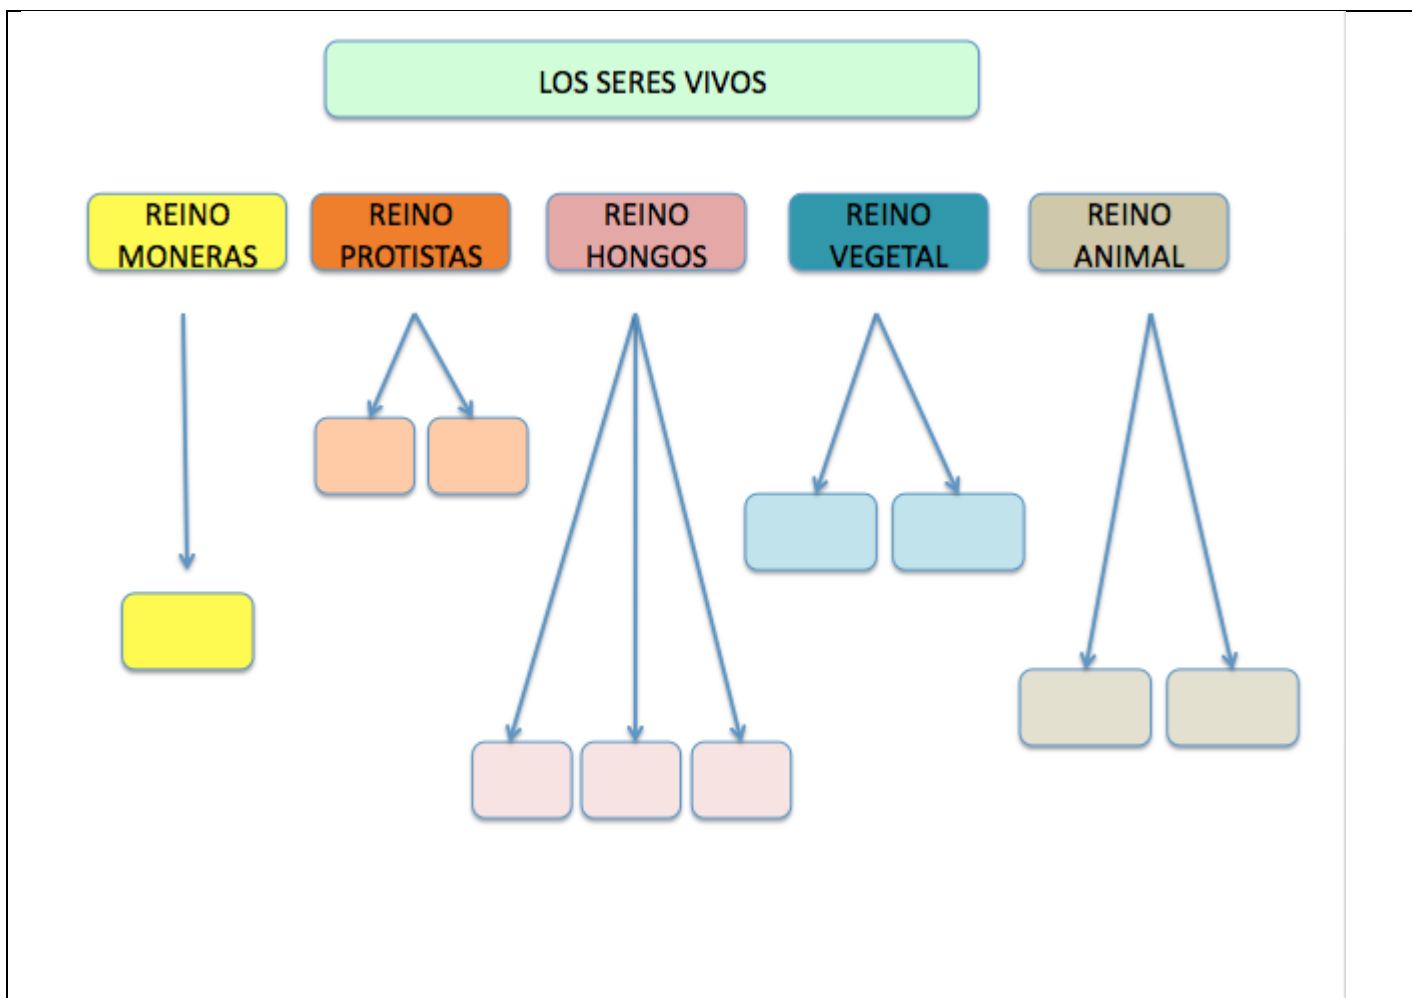 LOS SERES VIVOS
REINO
MONERAS
REINO
PROTISTAS
REINO
HONGOS
REINO
VEGETAL
REINO
ANIMAL